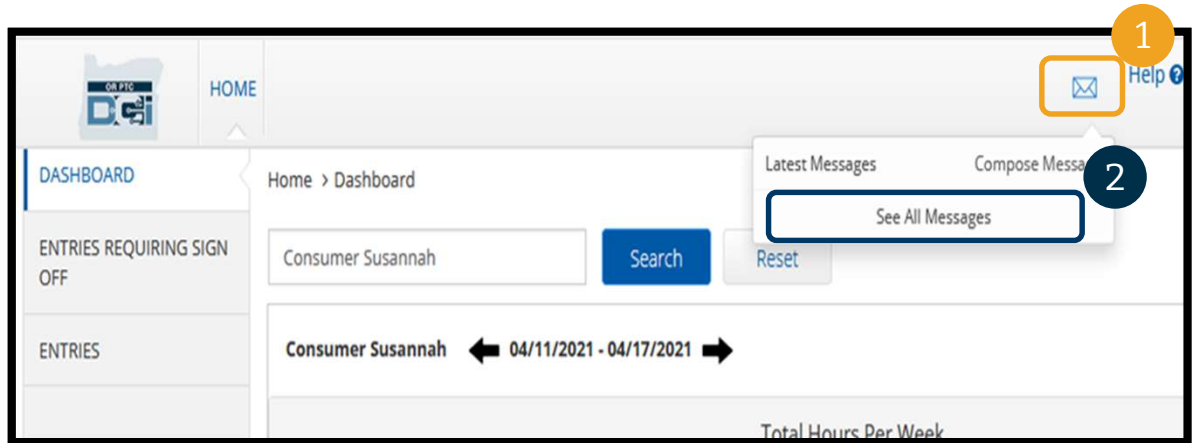 1
OR PTC
DCi
HOME
Help ?
DASHBOARD
Home > Dashboard
Latest Messages Compose
2
See All Messages
ENTRIES REQUIRING SIGN
OFF
Consumer Susannah Search Reset
ENTRIES
Consumer Susannah 04/11/2021 - 04/17/2021
Total Hours Per Week